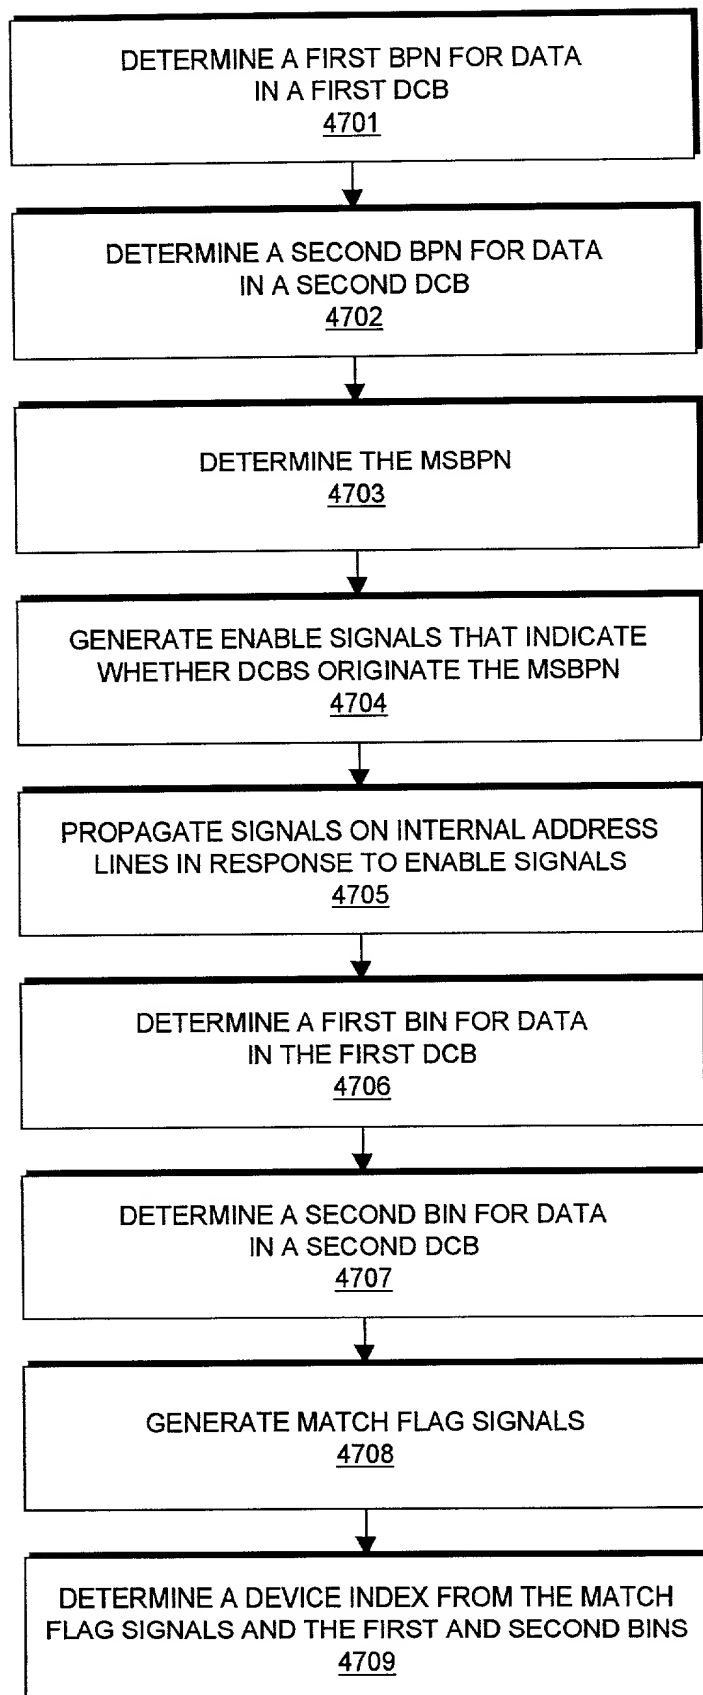 DETERMINE A FIRST BPN FOR DATA
IN A FIRST DCB
4701
DETERMINE A SECOND BPN FOR DATA
IN A SECOND DCB
4702
DETERMINE THE MSBPN
4703
GENERATE ENABLE SIGNALS THAT INDICATE
WHETHER DCBS ORIGINATE THE MSBPN
4704
PROPAGATE SIGNALS ON INTERNAL ADDRESS
LINES IN RESPONSE TO ENABLE SIGNALS
4705
DETERMINE A FIRST BIN FOR DATA
IN THE FIRST DCB
4706
DETERMINE A SECOND BIN FOR DATA
IN A SECOND DCB
4707
GENERATE MATCH FLAG SIGNALS
4708
DETERMINE A DEVICE INDEX FROM THE MATCH
FLAG SIGNALS AND THE FIRST AND SECOND BINS
4709